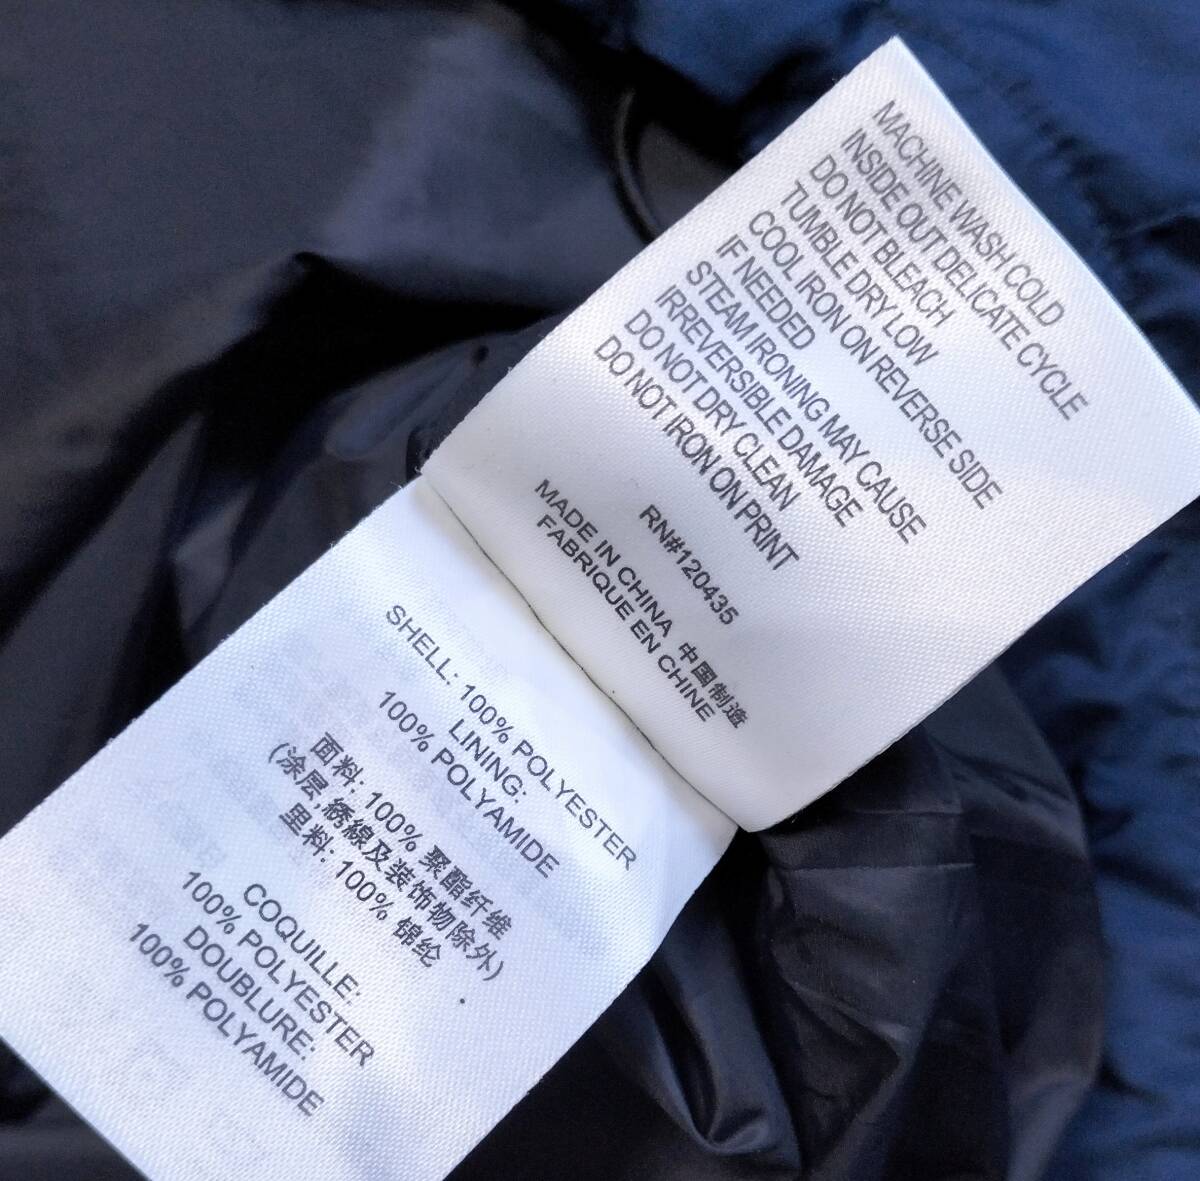 MACHINE WASH COLD
INSIDE OUT DELICATE CYCLE
DO NOT BLEACH
TUMBLE DRY LOW
COOL IRON ON REVERSE SIDE
IF NEEDED
STEAM IRONING MAY CAUSE
IRREVERSIBLE DAMAGE
DO NOT DRY CLEAN
DO NOT IRON ON PRINT
RN#120435
MADE IN CHINA 中国制造
FABRIQUE EN CHINE
SHELL: 100% POLYESTER
LINING:
100% POLYAMIDE
面料: 100% 聚酯纤维
(涂层,绣線及装饰物除外)
里料: 100% 锦纶
COQUILLE:
100% POLYESTER
DOUBLURE:
100% POLYAMIDE